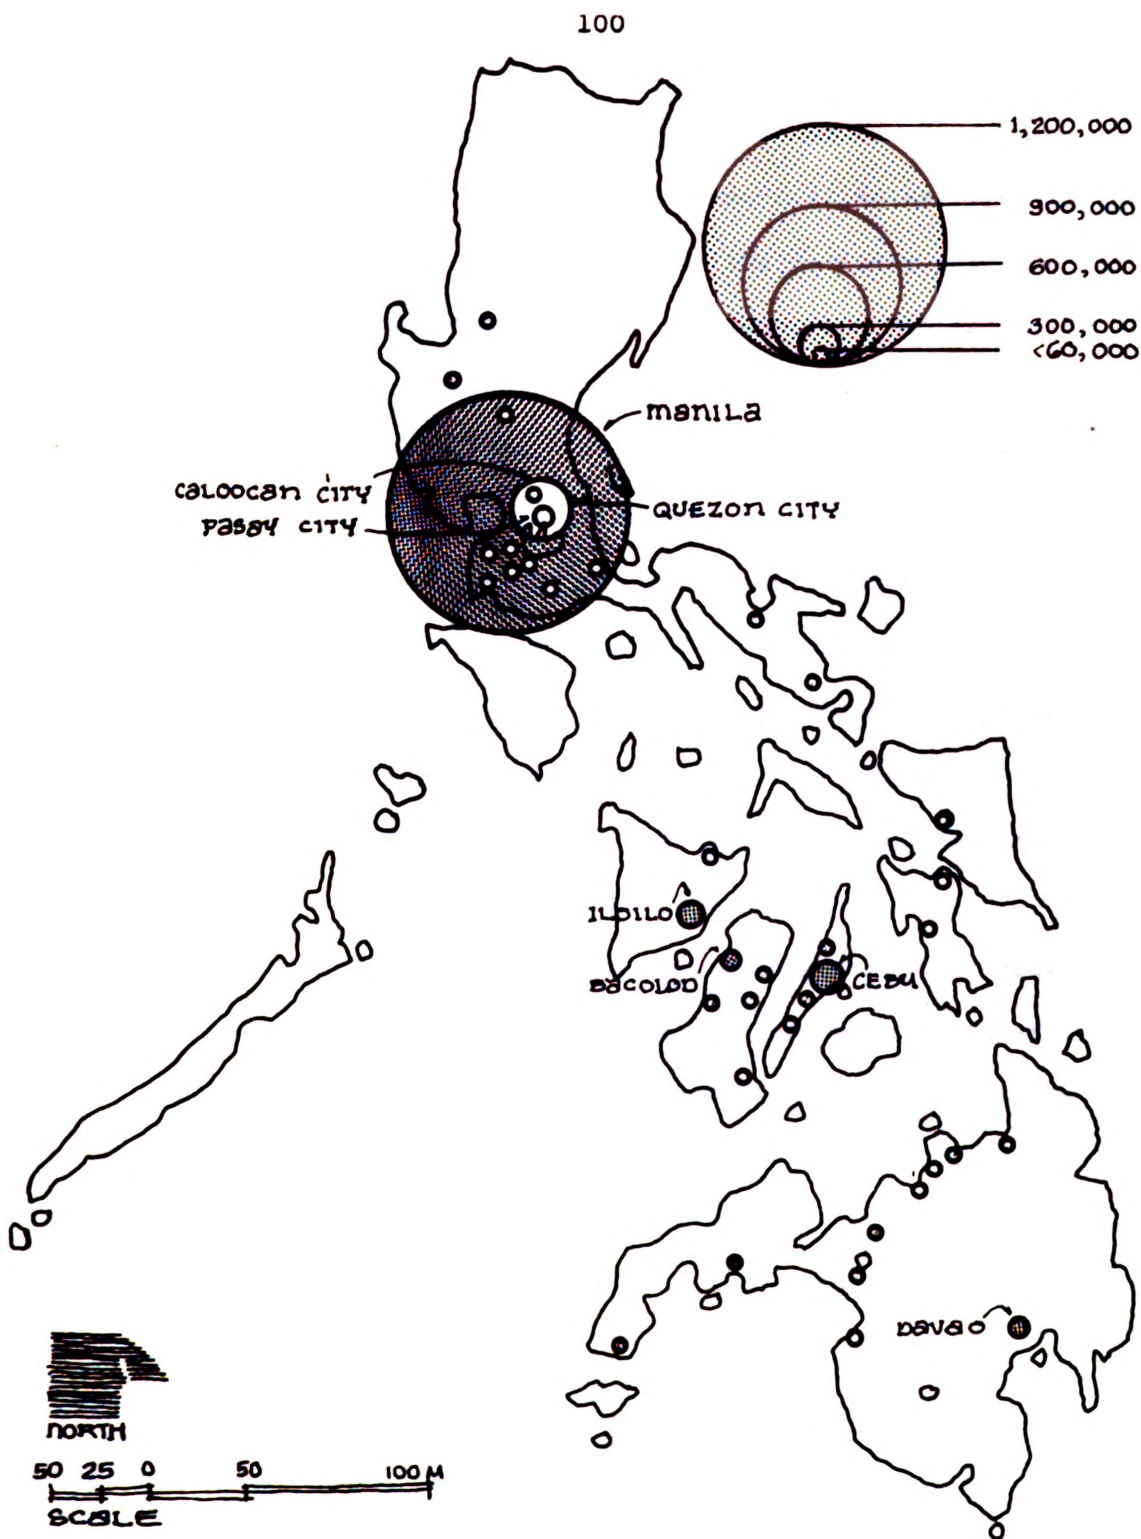 100
1,200,000
900,000
600,000
300,000
<60,000
manila
caloocan city
pasay city
Quezon city
ILOILO
Bacolod
Cebu
Davao
North
50 25 0 50 100 M
Scale